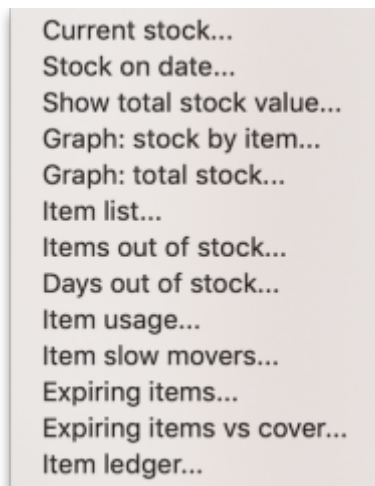 Current stock...
Stock on date...
Show total stock value...
Graph: stock by item...
Graph: total stock...
Item list...
Items out of stock...
Days out of stock...
Item usage...
Item slow movers...
Expiring items...
Expiring items vs cover...
Item ledger...